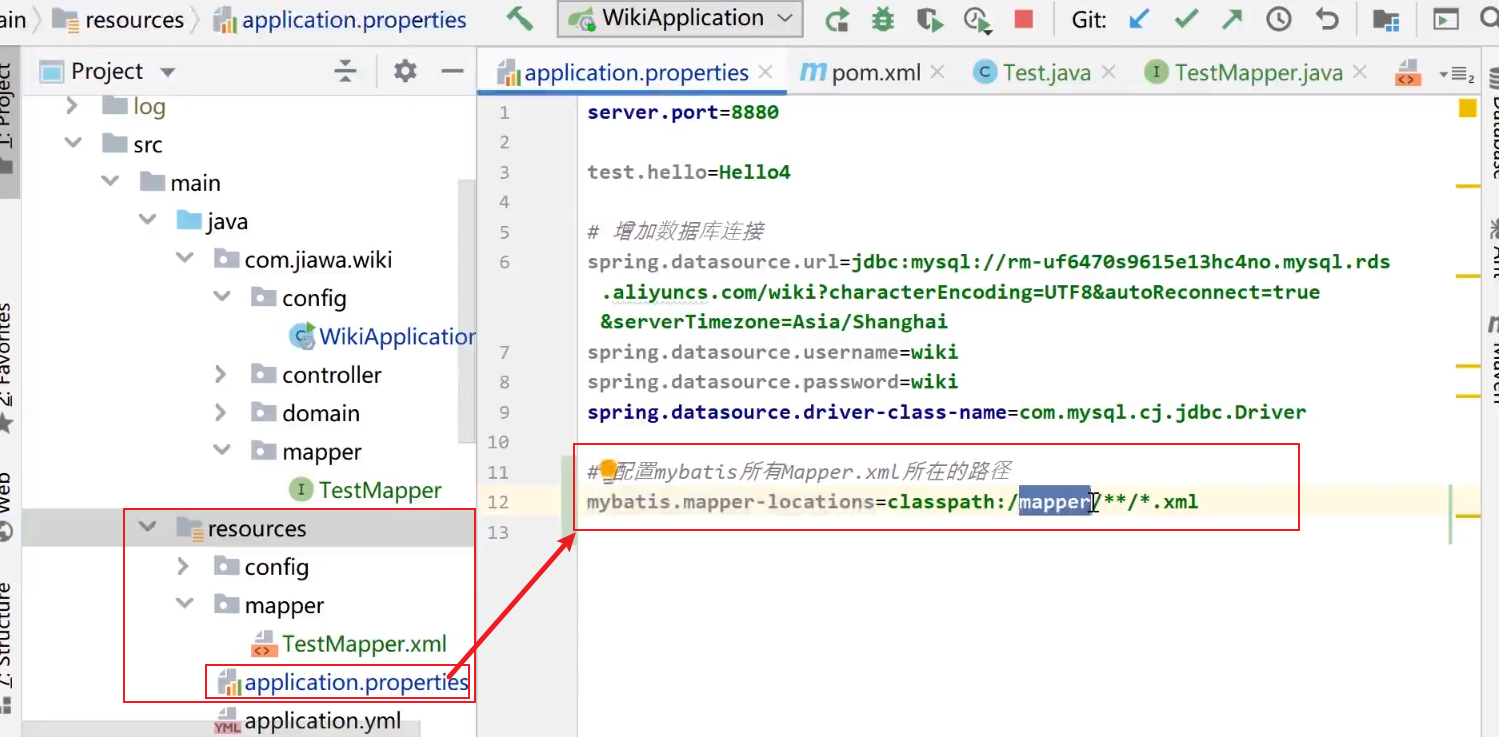 ain
resources
application.properties
WikiApplication
Git:
1: Project
Project
application.properties
pom.xml
Test.java
TestMapper.java
2
log
src
main
java
com.jiawa.wiki
config
WikiApplication
controller
domain
mapper
TestMapper
resources
config
mapper
TestMapper.xml
application.properties
application.yml
2: Favorites
Web
7: Structure
1 server.port=8880
2
3 test.hello=Hello4
4
5 # 增加数据库连接
6 spring.datasource.url=jdbc:mysql://rm-uf6470s9615e13hc4no.mysql.rds
.aliyuncs.com/wiki?characterEncoding=UTF8&autoReconnect=true
&serverTimezone=Asia/Shanghai
7 spring.datasource.username=wiki
8 spring.datasource.password=wiki
9 spring.datasource.driver-class-name=com.mysql.cj.jdbc.Driver
10
11 # 配置mybatis所有Mapper.xml所在的路径
12 mybatis.mapper-locations=classpath:/mapper/**/*.xml
13
Database
Ant
Maven